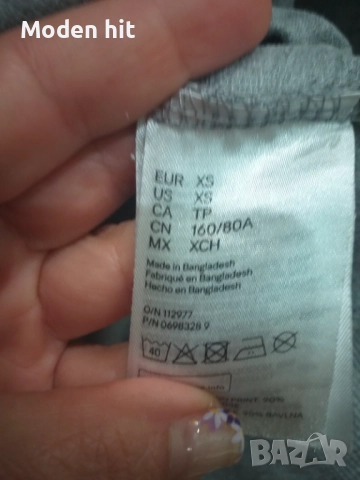 Moden hit
EUR XS
US XS
CA TP
CN 160/80A
MX XCH
Made in Bangladesh
Fabriqué en Bangladesh
Hecho en Bangladesh
O/N 112977
P/N 0698328 9
40
BAZAR